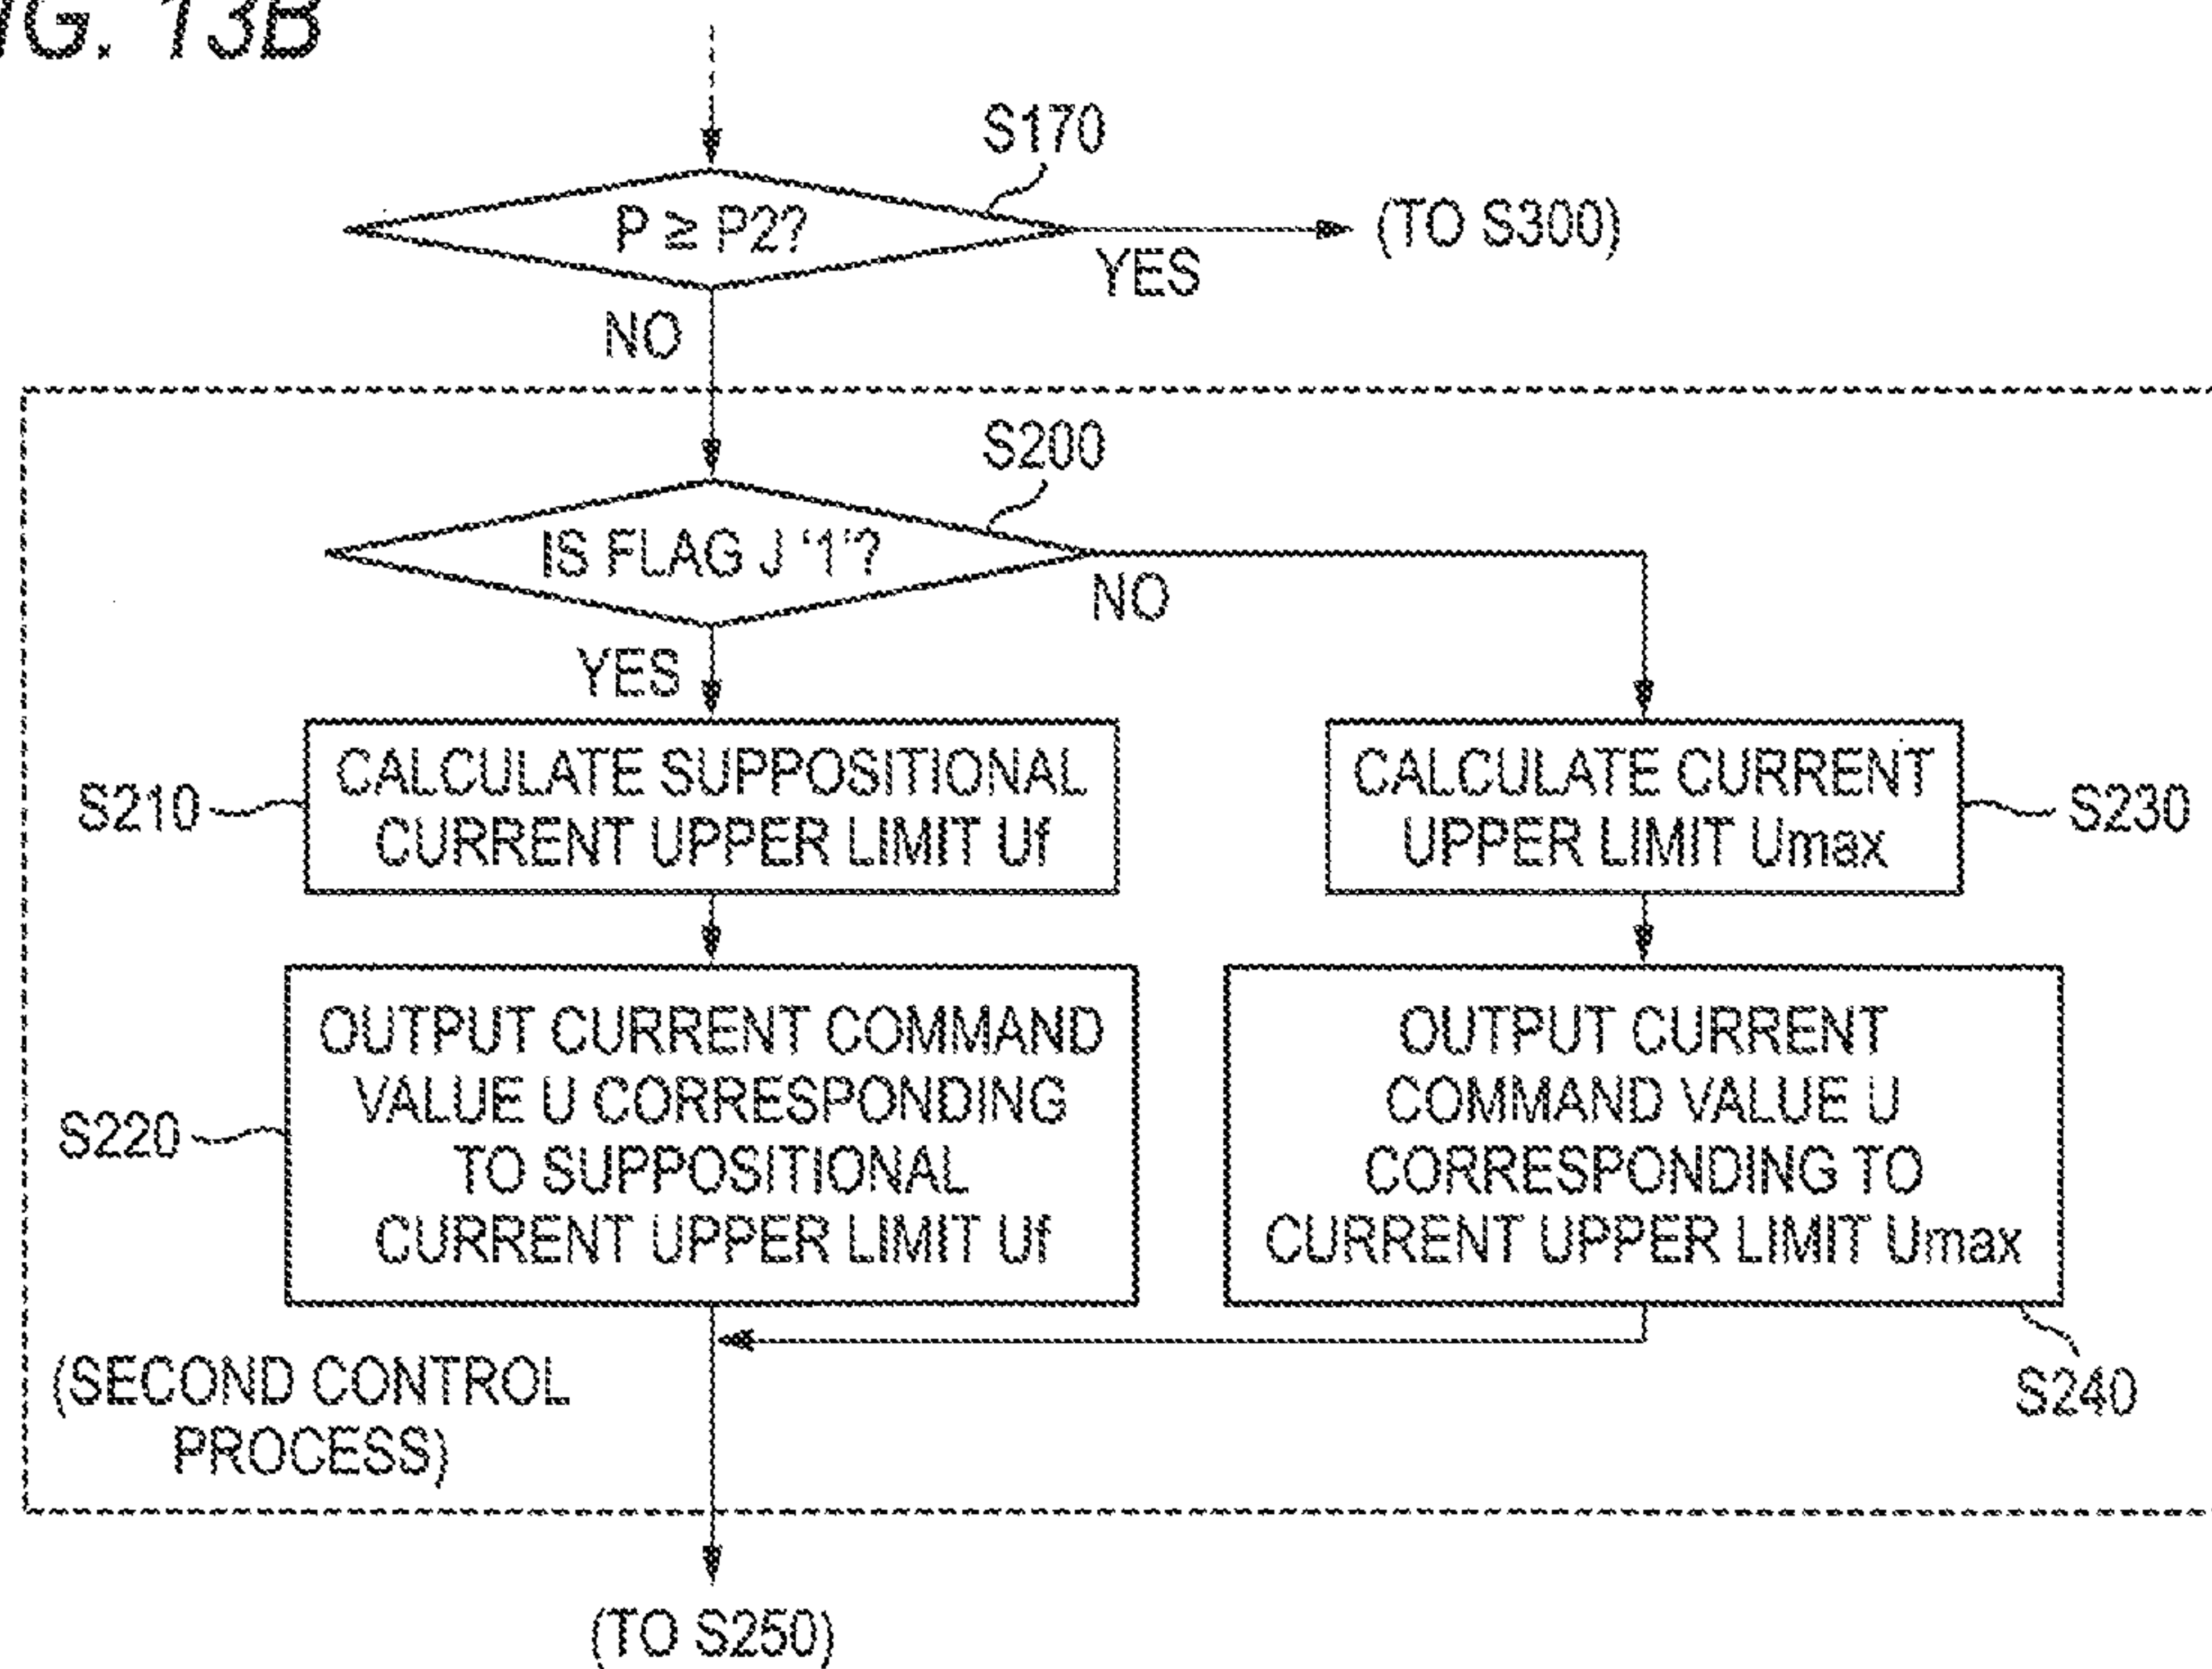 FIG. 13B
S170
P ≧ P2?
(TO S300)
YES
NO
S200
IS FLAG J '1'?
NO
YES
S210
CALCULATE SUPPOSITIONAL
CURRENT UPPER LIMIT Uf
CALCULATE CURRENT
UPPER LIMIT Umax
S230
S220
OUTPUT CURRENT COMMAND
VALUE U CORRESPONDING
TO SUPPOSITIONAL
CURRENT UPPER LIMIT Uf
OUTPUT CURRENT
COMMAND VALUE U
CORRESPONDING TO
CURRENT UPPER LIMIT Umax
S240
(SECOND CONTROL
PROCESS)
(TO S250)